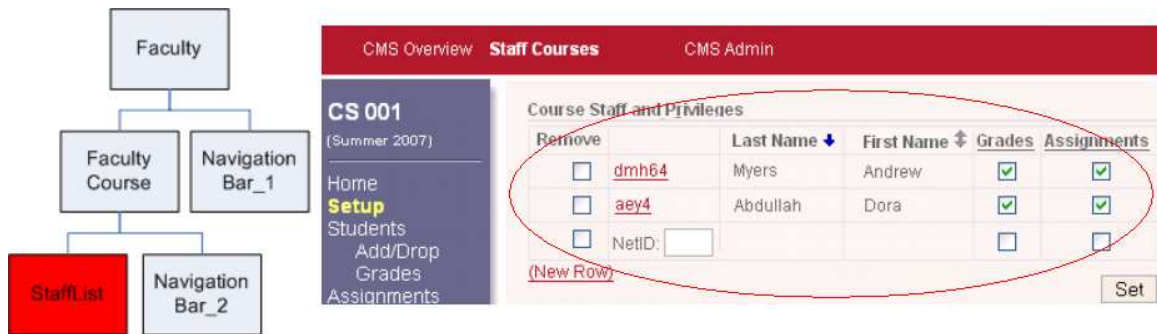 Faculty
Faculty
Course
Navigation
Bar_1
StaffList
Navigation
Bar_2
CMS Overview Staff Courses CMS Admin
CS 001
(Summer 2007)
Home
Setup
Students
Add/Drop
Grades
Assignments
Course Staff and Privileges
Remove Last Name First Name Grades Assignments
dmh64 Myers Andrew
aey4 Abdullah Dora
NetID:
(New Row)
Set